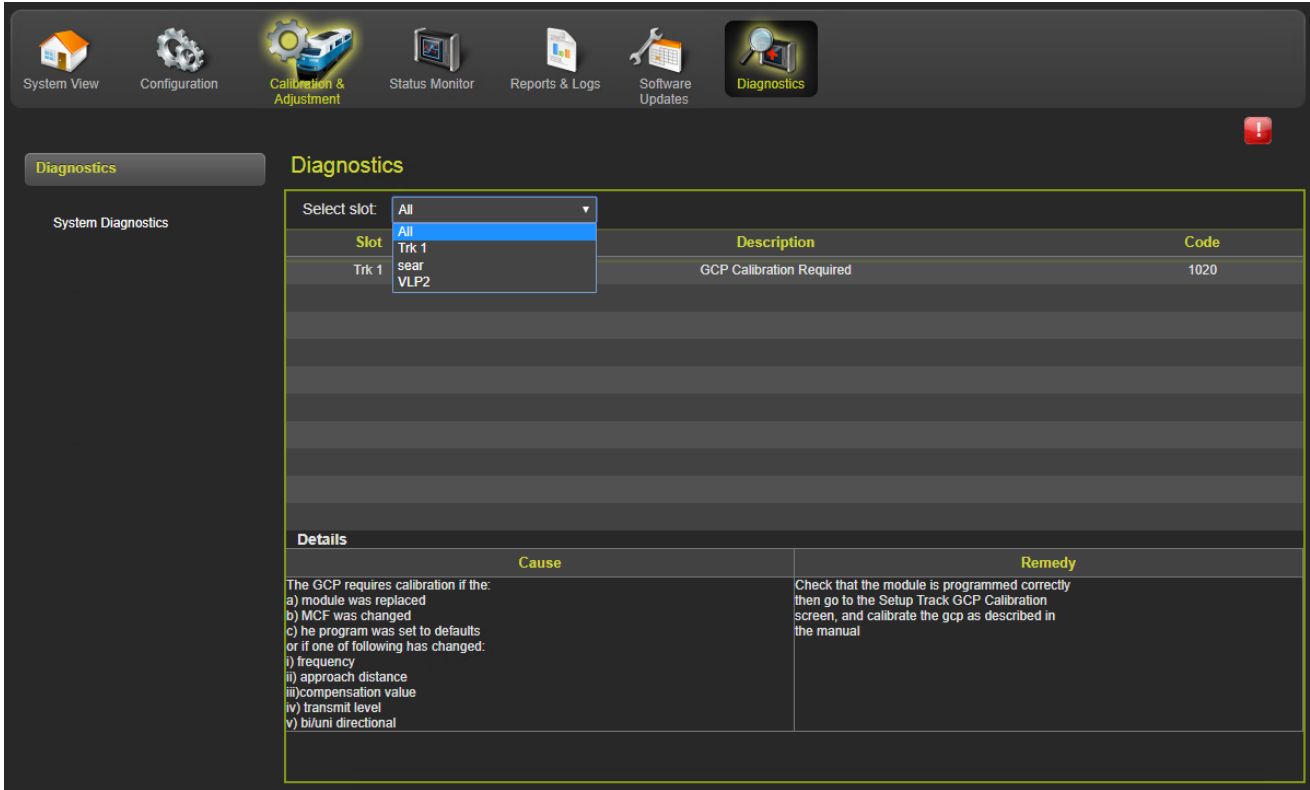 System View
Configuration
Calibration &
Adjustment
Status Monitor
Reports & Logs
Software
Updates
Diagnostics
!
Diagnostics
System Diagnostics
Diagnostics
Select slot: All
All
Trk 1
sear
VLP2
Slot Description Code
Trk 1 GCP Calibration Required 1020
Details
Cause
The GCP requires calibration if the:
a) module was replaced
b) MCF was changed
c) he program was set to defaults
or if one of following has changed:
i) frequency
ii) approach distance
iii)compensation value
iv) transmit level
v) bi/uni directional
Remedy
Check that the module is programmed correctly
then go to the Setup Track GCP Calibration
screen, and calibrate the gcp as described in
the manual